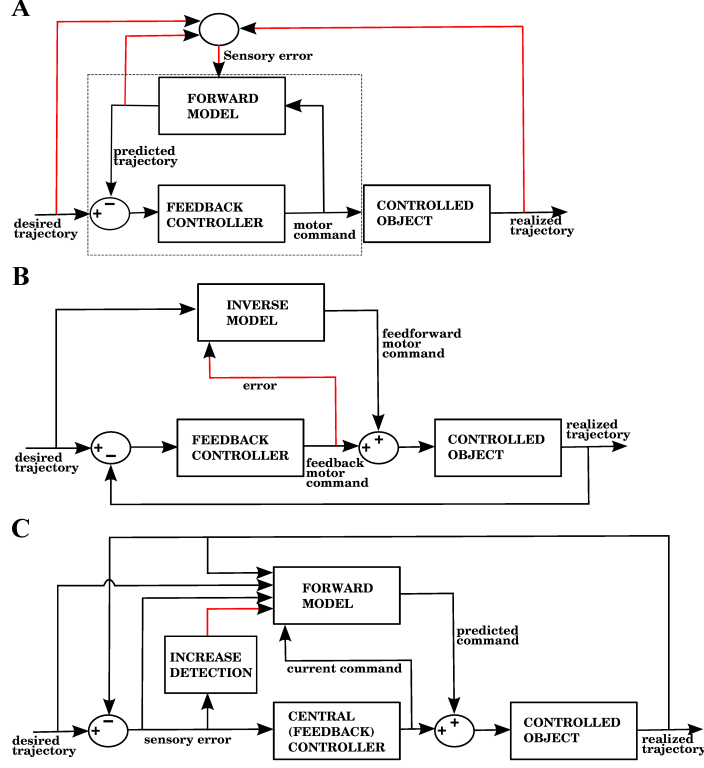 A
Sensory error
FORWARD
MODEL
predicted
trajectory
+
−
FEEDBACK
CONTROLLER
CONTROLLED
OBJECT
desired
trajectory
motor
command
realized
trajectory
B
INVERSE
MODEL
feedforward
motor
command
error
+
−
FEEDBACK
CONTROLLER
+
+
CONTROLLED
OBJECT
realized
trajectory
desired
trajectory
feedback
motor
command
C
FORWARD
MODEL
predicted
command
INCREASE
DETECTION
current command
+
−
sensory error
CENTRAL
(FEEDBACK)
CONTROLLER
+
+
CONTROLLED
OBJECT
desired
trajectory
realized
trajectory